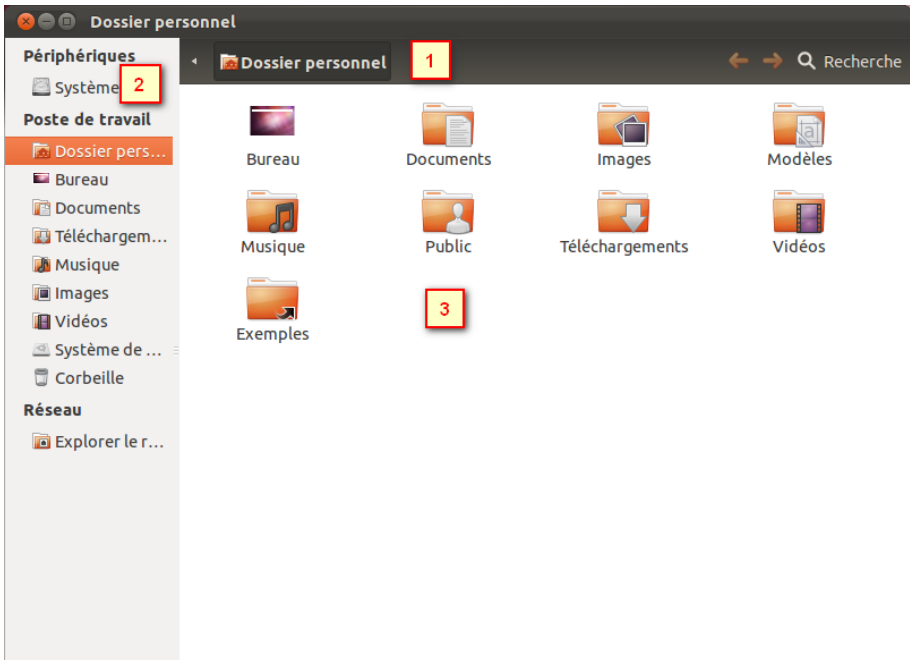 Dossier personnel
Périphériques
Système
2
Poste de travail
Dossier pers...
Bureau
Documents
Téléchargem...
Musique
Images
Vidéos
Système de ...
Corbeille
Réseau
Explorer le r...
Dossier personnel
1
Recherche
Bureau
Documents
Images
Modèles
Musique
Public
Téléchargements
Vidéos
Exemples
3